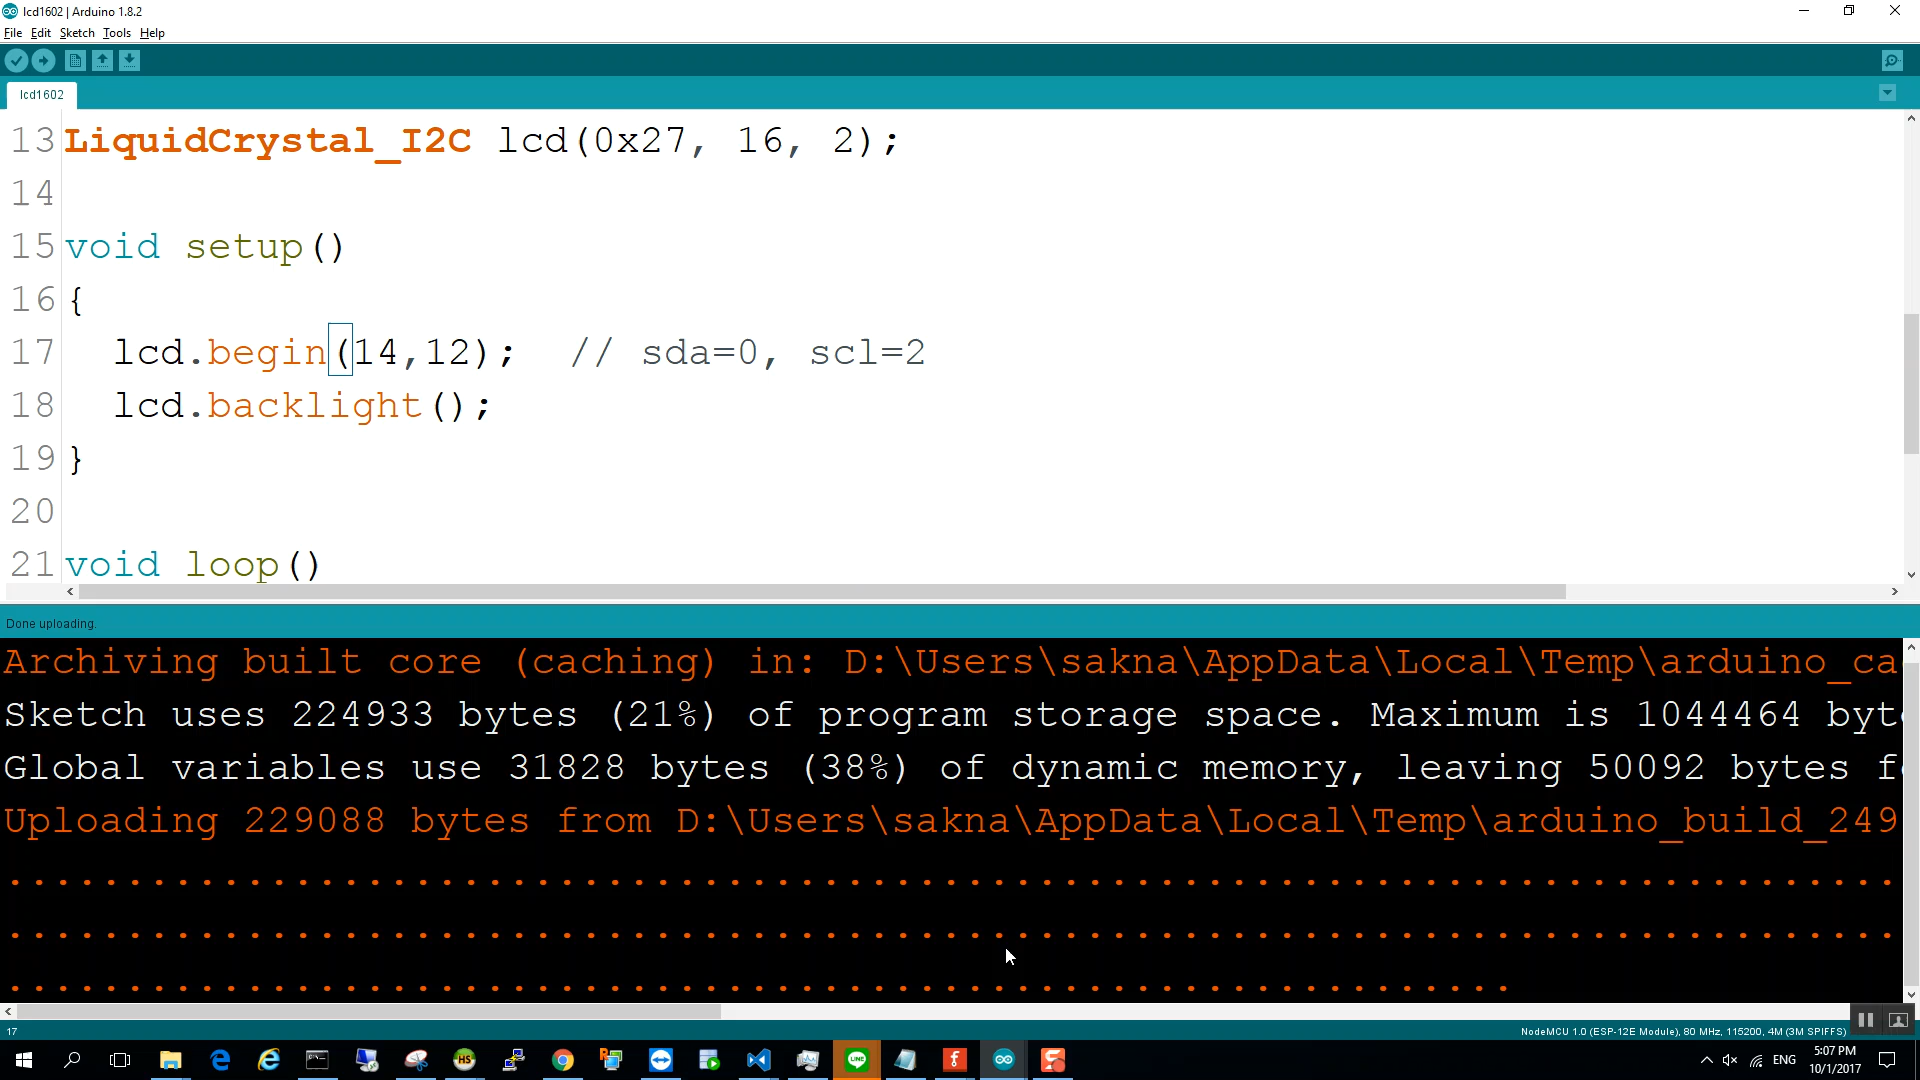 lcd1602 | Arduino 1.8.2
File Edit Sketch Tools Help
lcd1602
13 LiquidCrystal_I2C lcd(0x27, 16, 2);
14
15 void setup()
16 {
17 lcd.begin(14,12); // sda=0, scl=2
18 lcd.backlight();
19 }
20
21 void loop()
Done uploading.
Archiving built core (caching) in: D:\Users\sakna\AppData\Local\Temp\arduino_ca
Sketch uses 224933 bytes (21%) of program storage space. Maximum is 1044464 byt
Global variables use 31828 bytes (38%) of dynamic memory, leaving 50092 bytes f
Uploading 229088 bytes from D:\Users\sakna\AppData\Local\Temp\arduino_build_249
...............................................................................
...............................................................................
...............................................................
17
NodeMCU 1.0 (ESP-12E Module), 80 MHz, 115200, 4M (3M SPIFFS)
HS LINE f S ENG 5:07 PM
10/1/2017